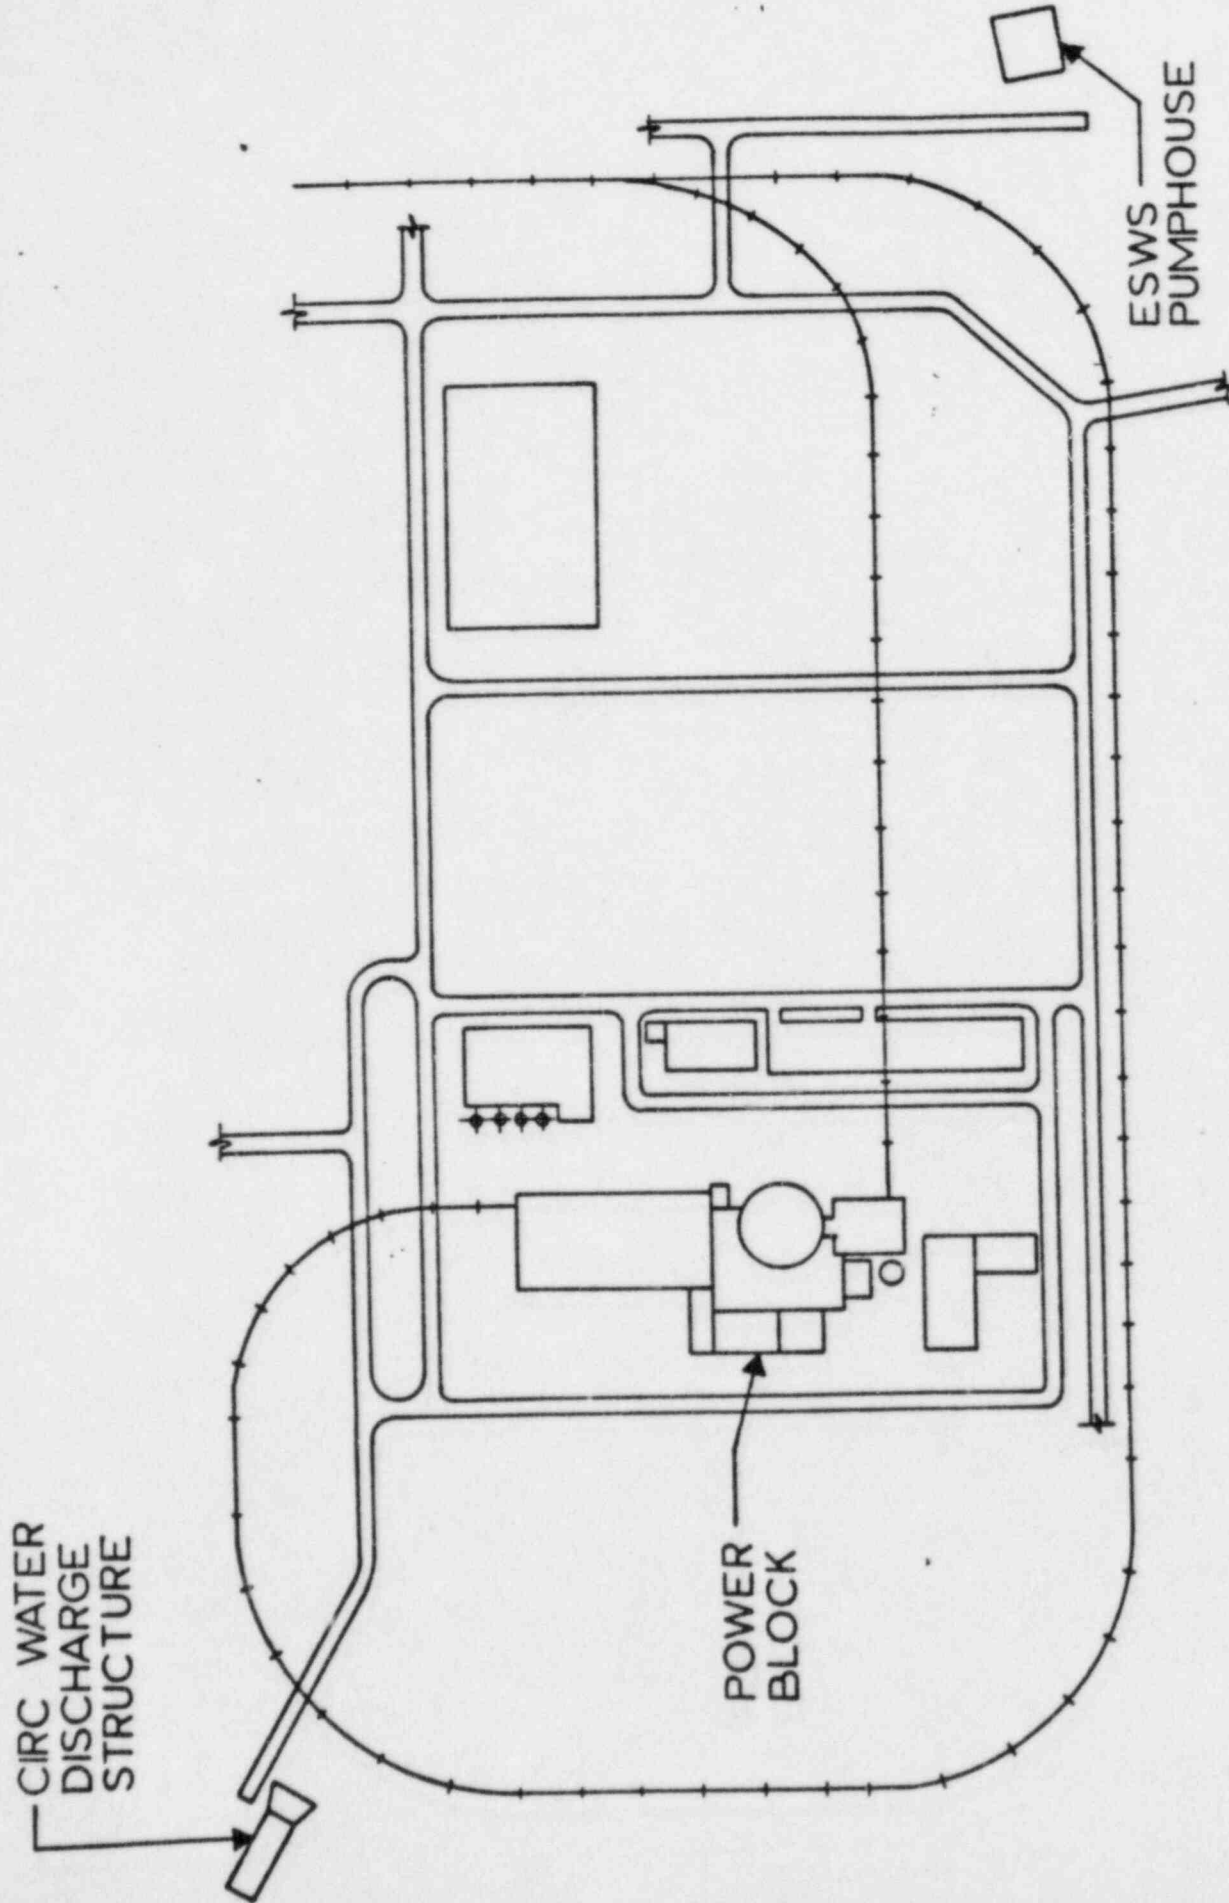 CIRC WATER
DISCHARGE
STRUCTURE
POWER
BLOCK
ESWS
PUMPHOUSE